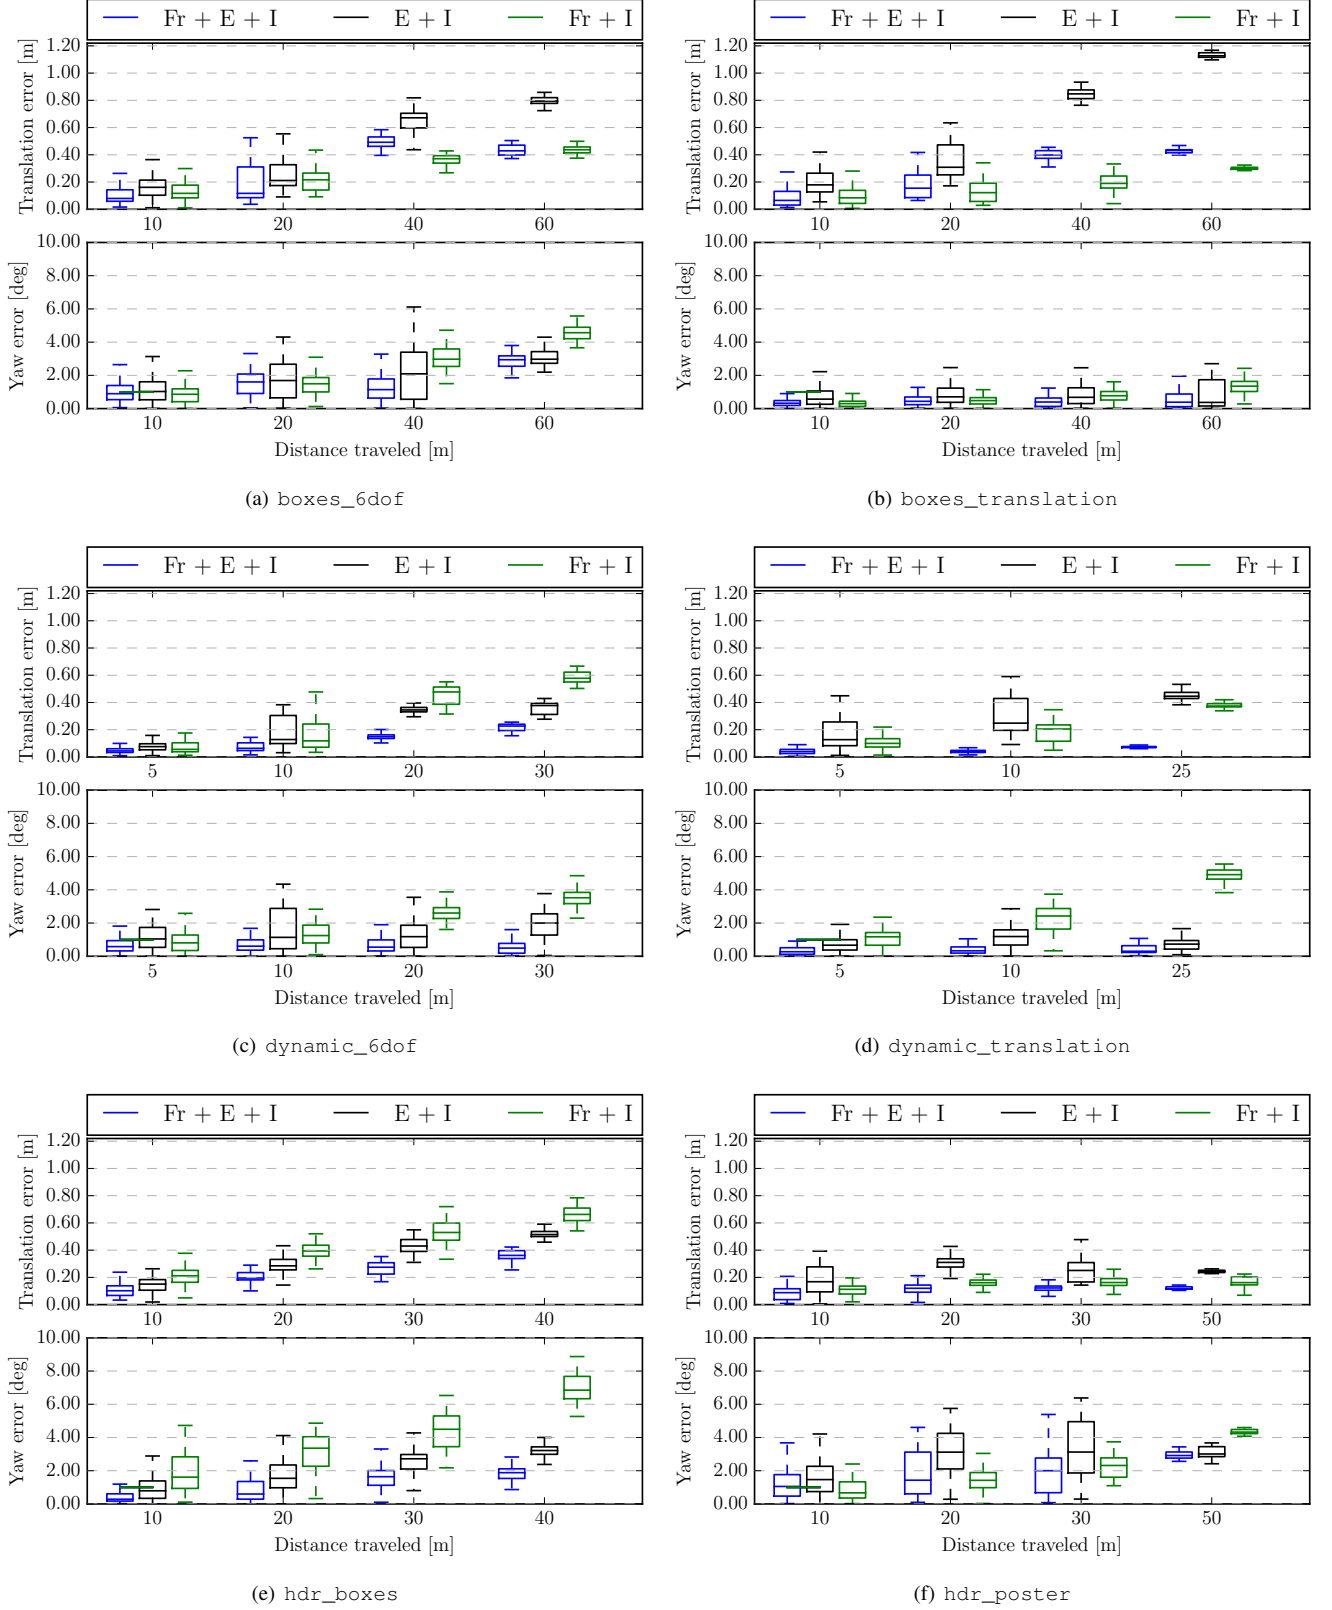 Fr + E + I   E + I   Fr + I
Translation error [m]
1.20
1.00
0.80
0.60
0.40
0.20
0.00
10 20 40 60
Yaw error [deg]
10.00
8.00
6.00
4.00
2.00
0.00
10 20 40 60
Distance traveled [m]
(a) boxes_6dof
Fr + E + I   E + I   Fr + I
Translation error [m]
1.20
1.00
0.80
0.60
0.40
0.20
0.00
10 20 40 60
Yaw error [deg]
10.00
8.00
6.00
4.00
2.00
0.00
10 20 40 60
Distance traveled [m]
(b) boxes_translation
Fr + E + I   E + I   Fr + I
Translation error [m]
1.20
1.00
0.80
0.60
0.40
0.20
0.00
5 10 20 30
Yaw error [deg]
10.00
8.00
6.00
4.00
2.00
0.00
5 10 20 30
Distance traveled [m]
(c) dynamic_6dof
Fr + E + I   E + I   Fr + I
Translation error [m]
1.20
1.00
0.80
0.60
0.40
0.20
0.00
5 10 25
Yaw error [deg]
10.00
8.00
6.00
4.00
2.00
0.00
5 10 25
Distance traveled [m]
(d) dynamic_translation
Fr + E + I   E + I   Fr + I
Translation error [m]
1.20
1.00
0.80
0.60
0.40
0.20
0.00
10 20 30 40
Yaw error [deg]
10.00
8.00
6.00
4.00
2.00
0.00
10 20 30 40
Distance traveled [m]
(e) hdr_boxes
Fr + E + I   E + I   Fr + I
Translation error [m]
1.20
1.00
0.80
0.60
0.40
0.20
0.00
10 20 30 50
Yaw error [deg]
10.00
8.00
6.00
4.00
2.00
0.00
10 20 30 50
Distance traveled [m]
(f) hdr_poster